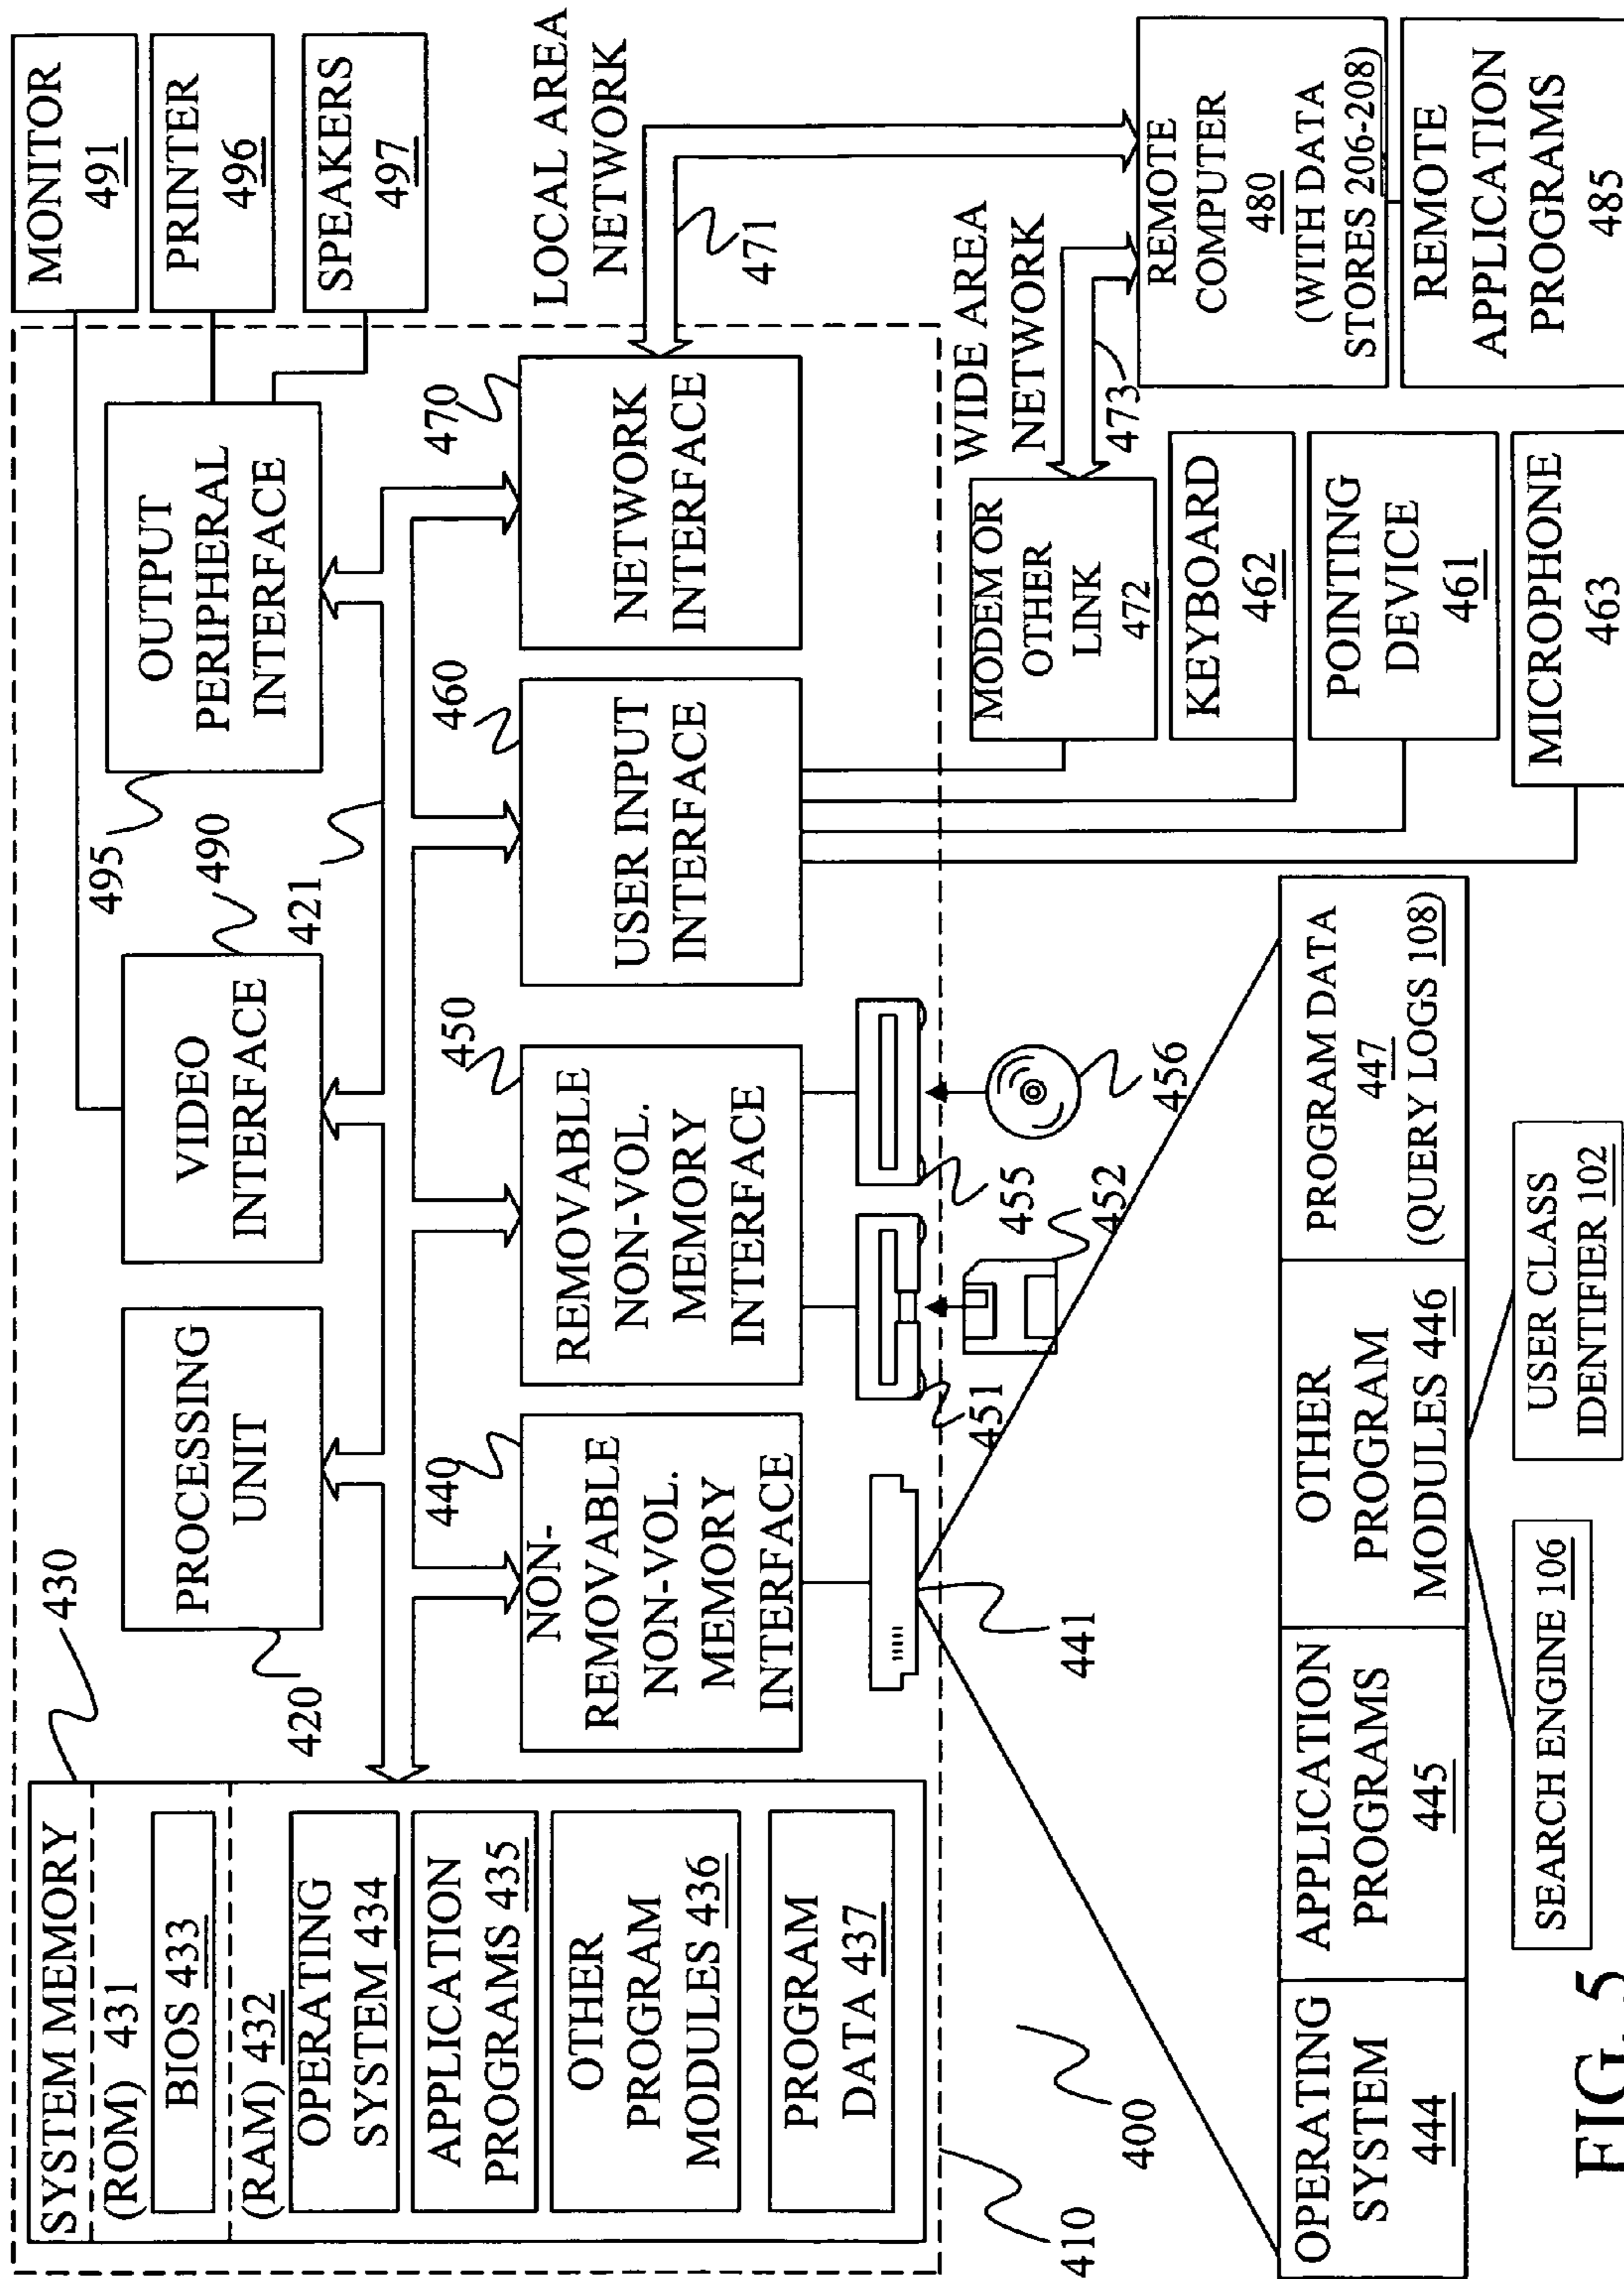 SYSTEM MEMORY
(ROM) 431
BIOS 433
(RAM) 432
OPERATING
SYSTEM 434
APPLICATION
PROGRAMS 435
OTHER
PROGRAM
MODULES 436
PROGRAM
DATA 437
430
PROCESSING
UNIT
420
VIDEO
INTERFACE
490
421
OUTPUT
PERIPHERAL
INTERFACE
495
MONITOR
491
PRINTER
496
SPEAKERS
497
440
NON-
REMOVABLE
NON-VOL.
MEMORY
INTERFACE
450
REMOVABLE
NON-VOL.
MEMORY
INTERFACE
460
USER INPUT
INTERFACE
470
NETWORK
INTERFACE
LOCAL AREA
NETWORK
471
441
451
452
455
456
WIDE AREA
NETWORK
473
MODEM OR
OTHER
LINK
472
KEYBOARD
462
POINTING
DEVICE
461
MICROPHONE
463
REMOTE
COMPUTER
480
(WITH DATA
STORES 206-208)
REMOTE
APPLICATION
PROGRAMS
485
410
400
OPERATING
SYSTEM
444
APPLICATION
PROGRAMS
445
OTHER
PROGRAM
MODULES 446
PROGRAM DATA
447
(QUERY LOGS 108)
SEARCH ENGINE 106
USER CLASS
IDENTIFIER 102
FIG. 5